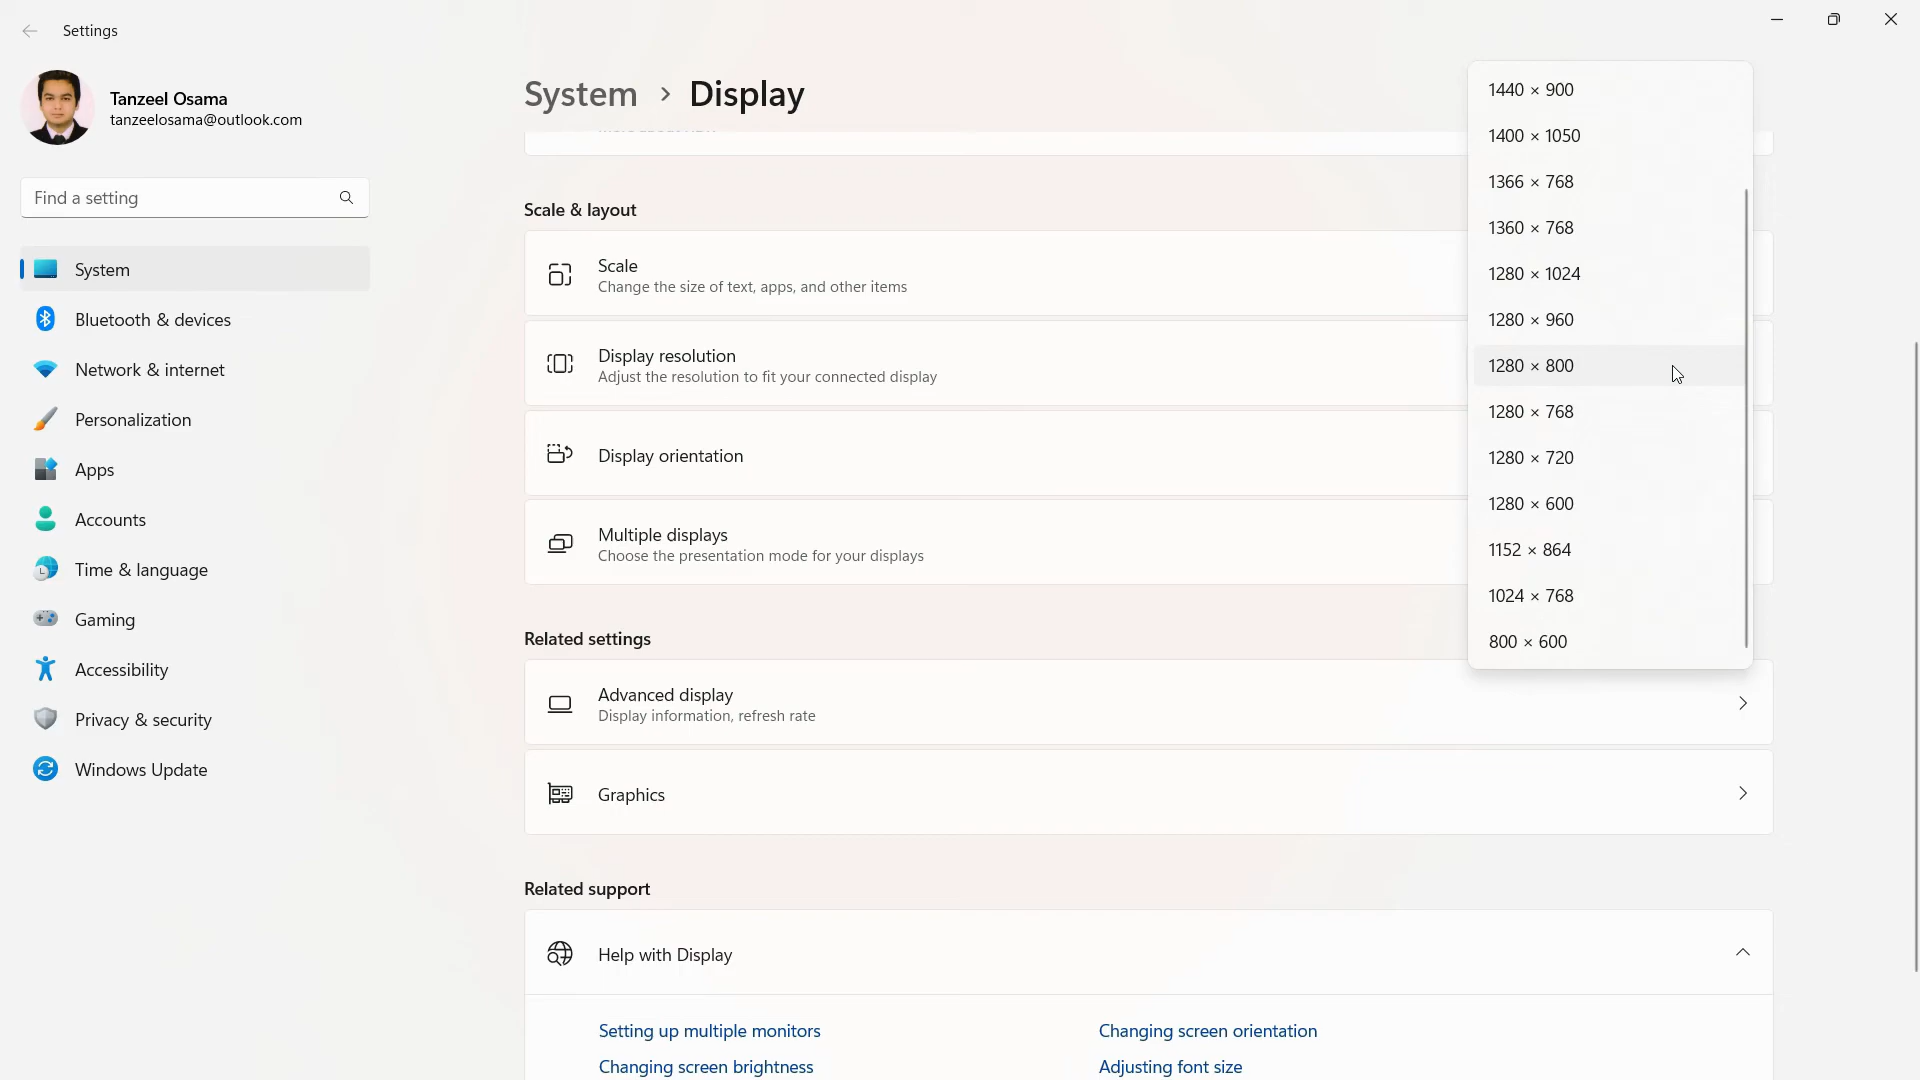 Settings
Tanzeel Osama
tanzeelosama@outlook.com
Find a setting
System
Bluetooth & devices
Network & internet
Personalization
Apps
Accounts
Time & language
Gaming
Accessibility
Privacy & security
Windows Update
System > Display
Scale & layout
Scale
Change the size of text, apps, and other items
Display resolution
Adjust the resolution to fit your connected display
Display orientation
Multiple displays
Choose the presentation mode for your displays
Related settings
Advanced display
Display information, refresh rate
Graphics
Related support
Help with Display
Setting up multiple monitors
Changing screen orientation
Changing screen brightness
Adjusting font size
1440 × 900
1400 × 1050
1366 × 768
1360 × 768
1280 × 1024
1280 × 960
1280 × 800
1280 × 768
1280 × 720
1280 × 600
1152 × 864
1024 × 768
800 × 600